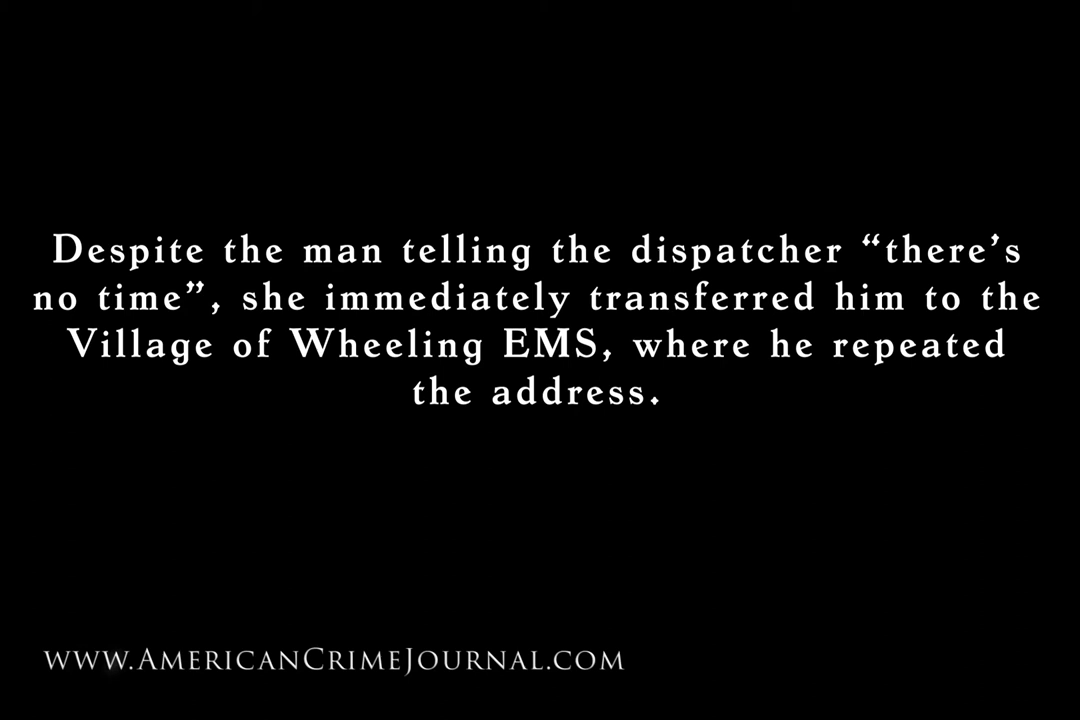 Despite the man telling the dispatcher “there’s
no time”, she immediately transferred him to the
Village of Wheeling EMS, where he repeated
the address.
www.AmericanCrimeJournal.com